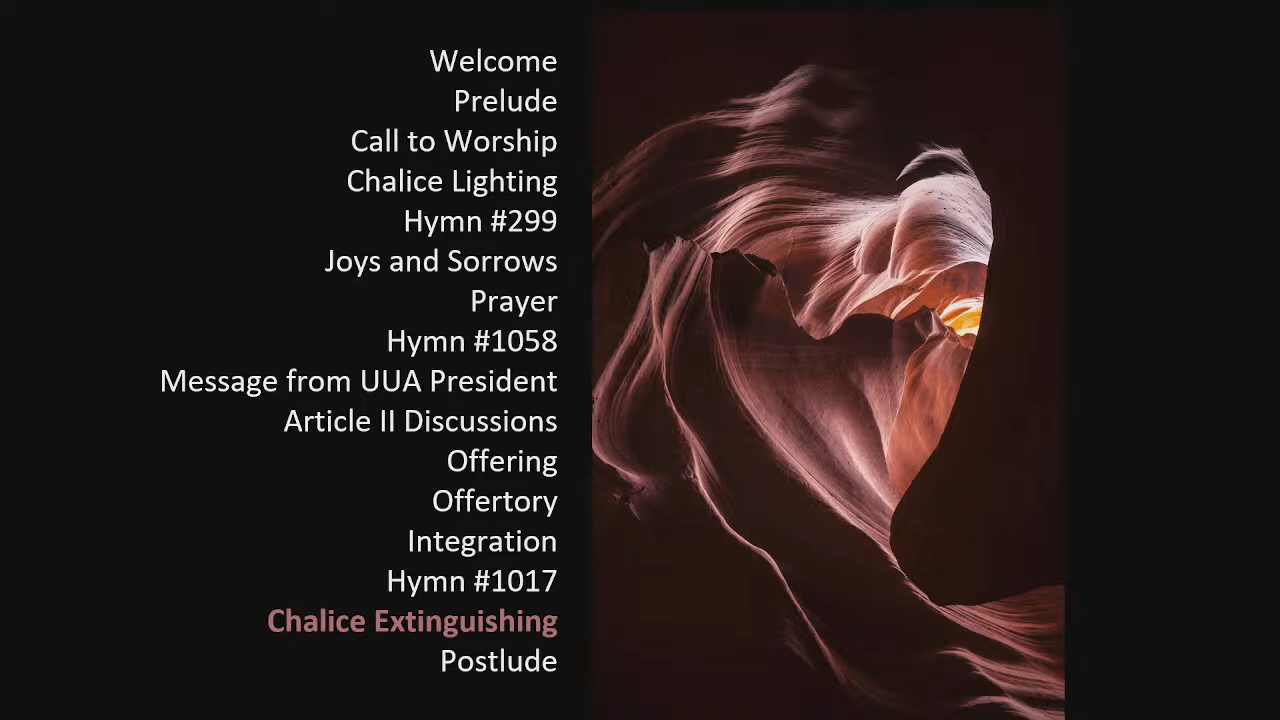 Welcome
Prelude
Call to Worship
Chalice Lighting
Hymn #299
Joys and Sorrows
Prayer
Hymn #1058
Message from UUA President
Article II Discussions
Offering
Offertory
Integration
Hymn #1017
Chalice Extinguishing
Postlude